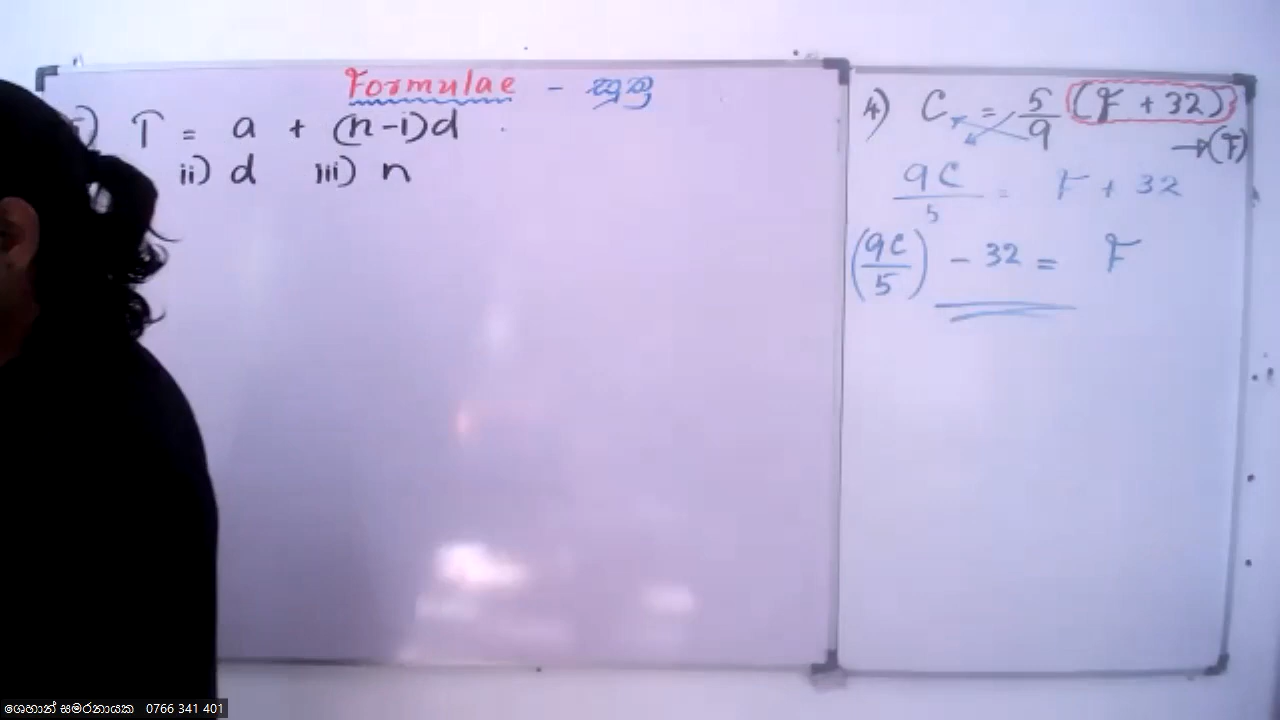 Formulae - සූත්‍ර
T = a + (n-1)d
ii) d iii) n
4) C = 5/9 (F + 32)
→(F)
9C/5 = F + 32
(9C/5) - 32 = F
ශෙහාන් සමරනායක 0766 341 401